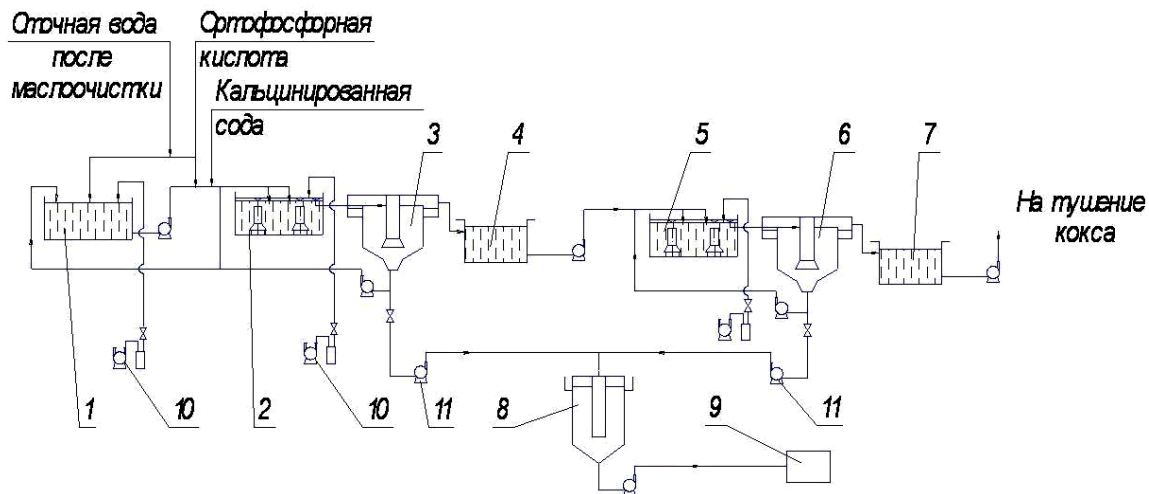 Сточная вода
после
маслоочистки
Ортофосфорная
кислота
Кальцинированная
сода
3
4
5
6
7
На тушение
кокса
1
10
2
10
11
8
9
11